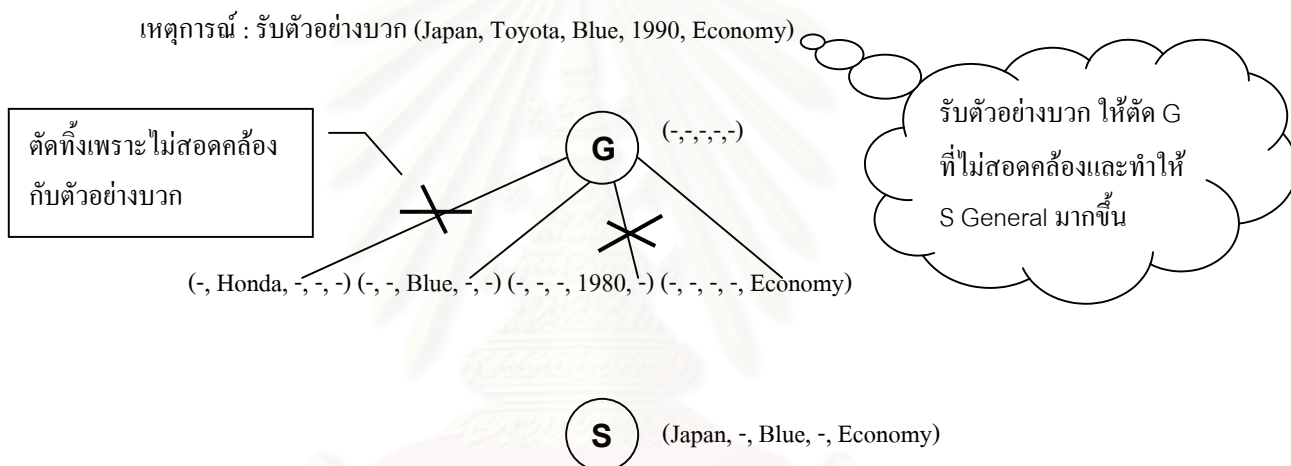 เหตุการณ์ : รับตัวอย่างบวก (Japan, Toyota, Blue, 1990, Economy)
ตัดทิ้งเพราะไม่สอดคล้อง
กับตัวอย่างบวก
รับตัวอย่างบวก ให้ตัด G
ที่ไม่สอดคล้องและทำให้
S General มากขึ้น
G (-,-,-,-,-)
(-, Honda, -, -, -) (-, -, Blue, -, -) (-, -, -, 1980, -) (-, -, -, -, Economy)
S (Japan, -, Blue, -, Economy)